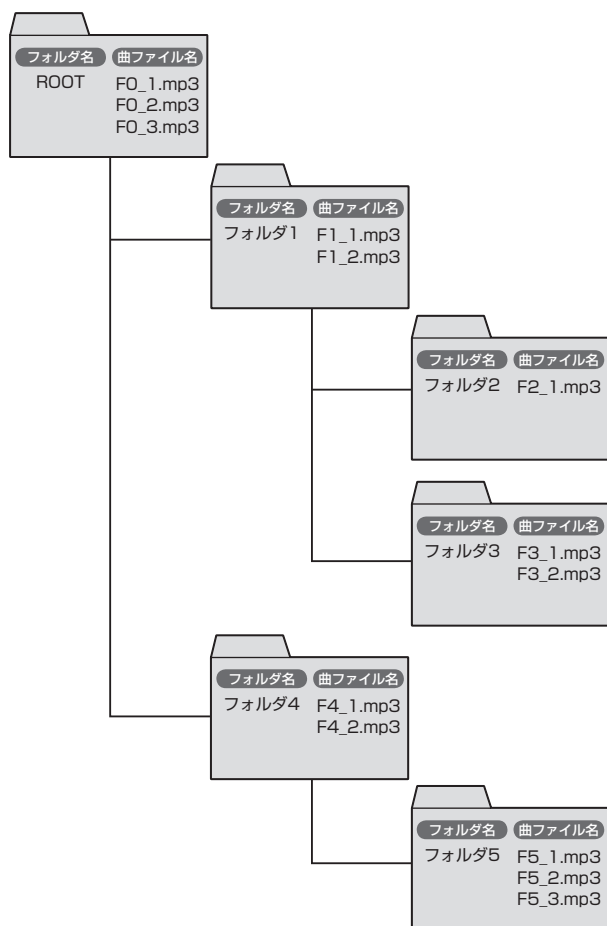 フォルダ名 曲ファイル名
ROOT F0_1.mp3
F0_2.mp3
F0_3.mp3
フォルダ名 曲ファイル名
フォルダ1 F1_1.mp3
F1_2.mp3
フォルダ名 曲ファイル名
フォルダ2 F2_1.mp3
フォルダ名 曲ファイル名
フォルダ3 F3_1.mp3
F3_2.mp3
フォルダ名 曲ファイル名
フォルダ4 F4_1.mp3
F4_2.mp3
フォルダ名 曲ファイル名
フォルダ5 F5_1.mp3
F5_2.mp3
F5_3.mp3